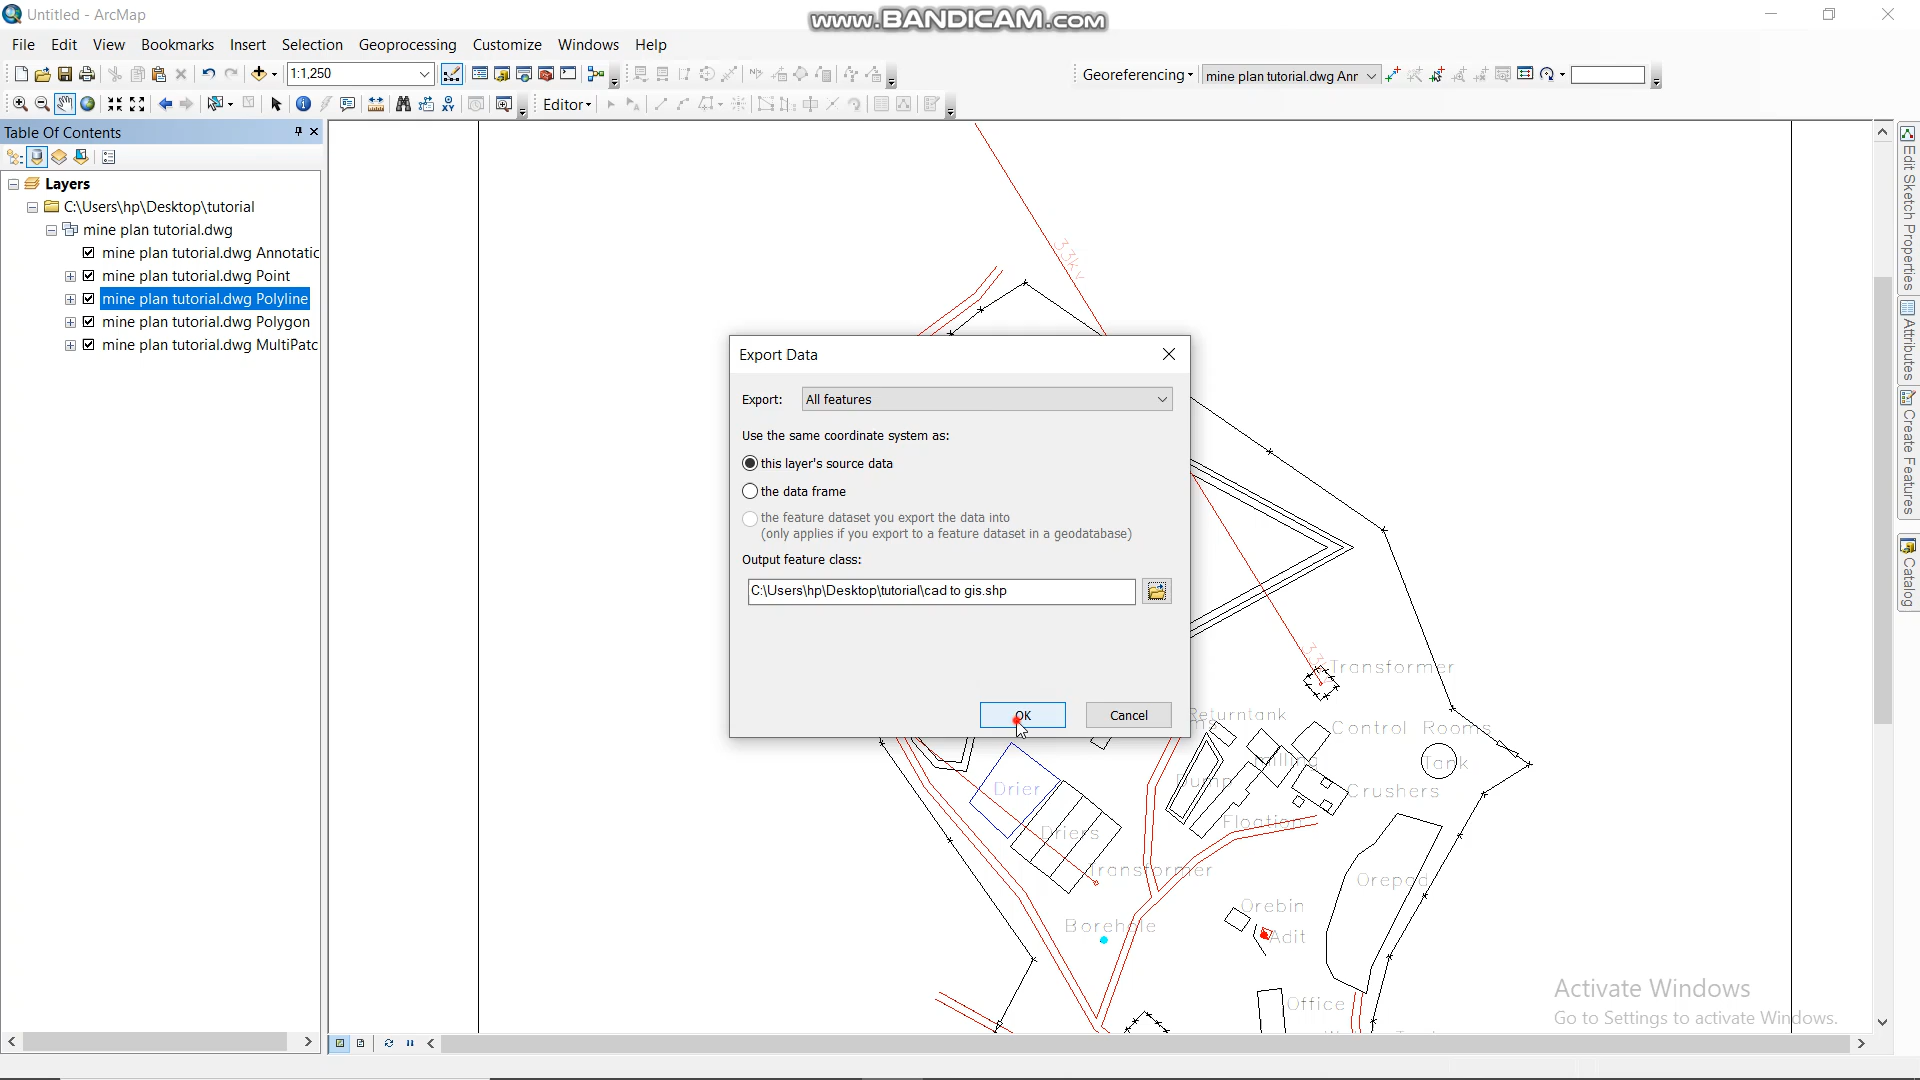 Untitled - ArcMap
www.BANDICAM.com
File Edit View Bookmarks Insert Selection Geoprocessing Customize Windows Help
1:1,250
Georeferencing
mine plan tutorial.dwg Anr
Editor
Table Of Contents
Layers
C:\Users\hp\Desktop\tutorial
mine plan tutorial.dwg
mine plan tutorial.dwg Annotatic
mine plan tutorial.dwg Point
mine plan tutorial.dwg Polyline
mine plan tutorial.dwg Polygon
mine plan tutorial.dwg MultiPatc
33kv
Export Data
Export: All features
Use the same coordinate system as:
this layer's source data
the data frame
the feature dataset you export the data into
(only applies if you export to a feature dataset in a geodatabase)
Output feature class:
C:\Users\hp\Desktop\tutorial\cad to gis.shp
OK
Cancel
Transformer
Returntank
Control Rooms
Milling
Tank
Pump
Drier
Crushers
Floation
Driers
Transformer
Orepad
Orebin
Borehole
Adit
Office
Activate Windows
Go to Settings to activate Windows.
Edit Sketch Properties
Attributes
Create Features
Catalog